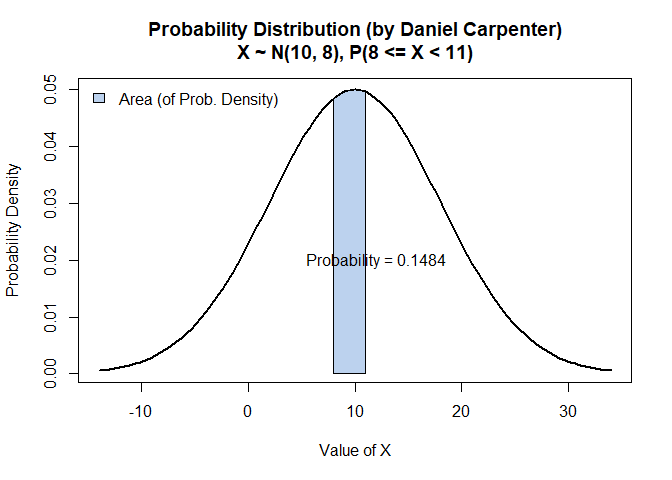 Probability Distribution (by Daniel Carpenter)
X ~ N(10, 8), P(8 <= X < 11)
Area (of Prob. Density)
Probability = 0.1484
Probability Density
0.05
0.04
0.03
0.02
0.01
0.00
-10 0 10 20 30
Value of X